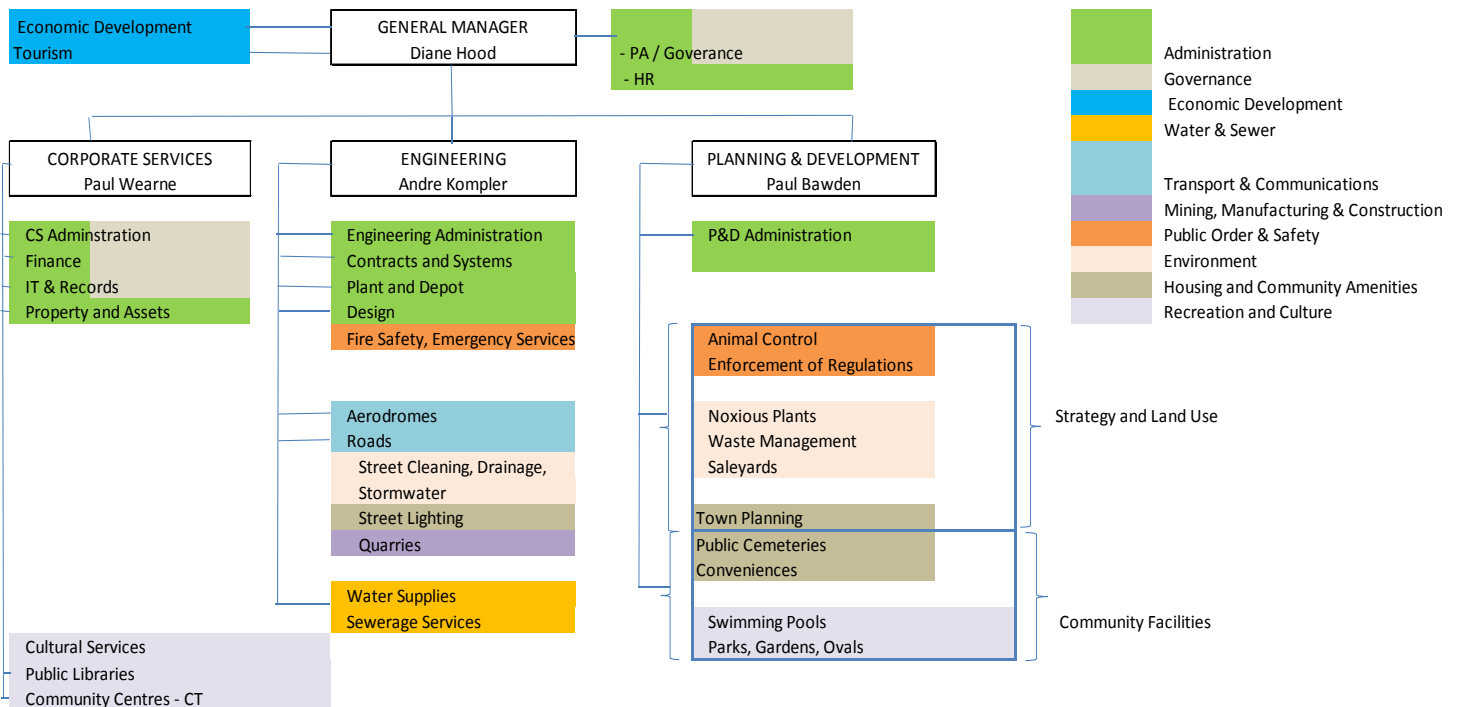 Economic Development
Tourism
GENERAL MANAGER
Diane Hood
- PA / Goverance
- HR
Administration
Governance
Economic Development
Water & Sewer
Transport & Communications
Mining, Manufacturing & Construction
Public Order & Safety
Environment
Housing and Community Amenities
Recreation and Culture
CORPORATE SERVICES
Paul Wearne
CS Adminstration
Finance
IT & Records
Property and Assets
Cultural Services
Public Libraries
Community Centres - CT
ENGINEERING
Andre Kompler
Engineering Administration
Contracts and Systems
Plant and Depot
Design
Fire Safety, Emergency Services
Aerodromes
Roads
Street Cleaning, Drainage,
Stormwater
Street Lighting
Quarries
Water Supplies
Sewerage Services
PLANNING & DEVELOPMENT
Paul Bawden
P&D Administration
Animal Control
Enforcement of Regulations
Noxious Plants
Waste Management
Saleyards
Town Planning
Strategy and Land Use
Public Cemeteries
Conveniences
Swimming Pools
Parks, Gardens, Ovals
Community Facilities